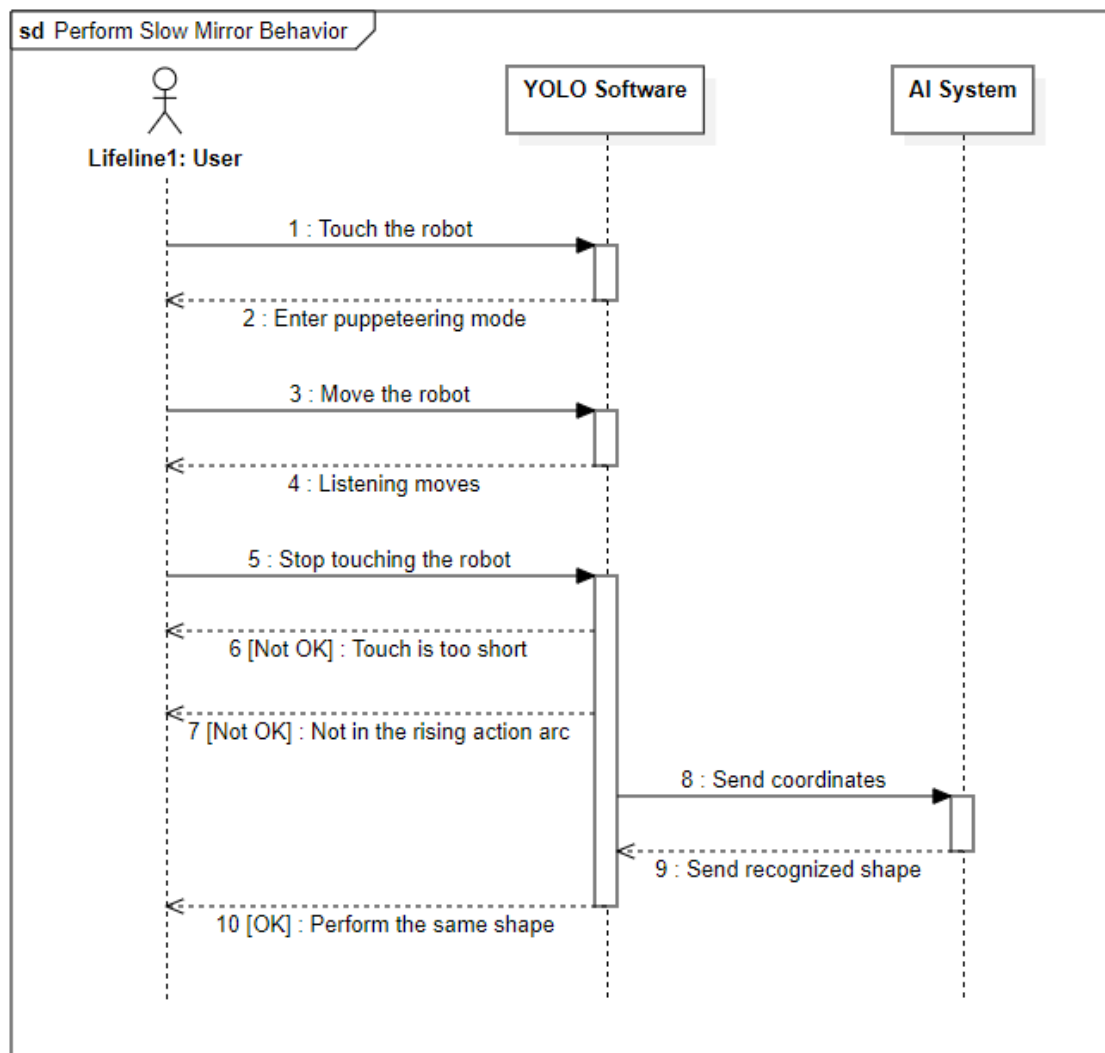 sd Perform Slow Mirror Behavior
YOLO Software
AI System
Lifeline1: User
1 : Touch the robot
2 : Enter puppeteering mode
3 : Move the robot
4 : Listening moves
5 : Stop touching the robot
6 [Not OK] : Touch is too short
7 [Not OK] : Not in the rising action arc
8 : Send coordinates
9 : Send recognized shape
10 [OK] : Perform the same shape